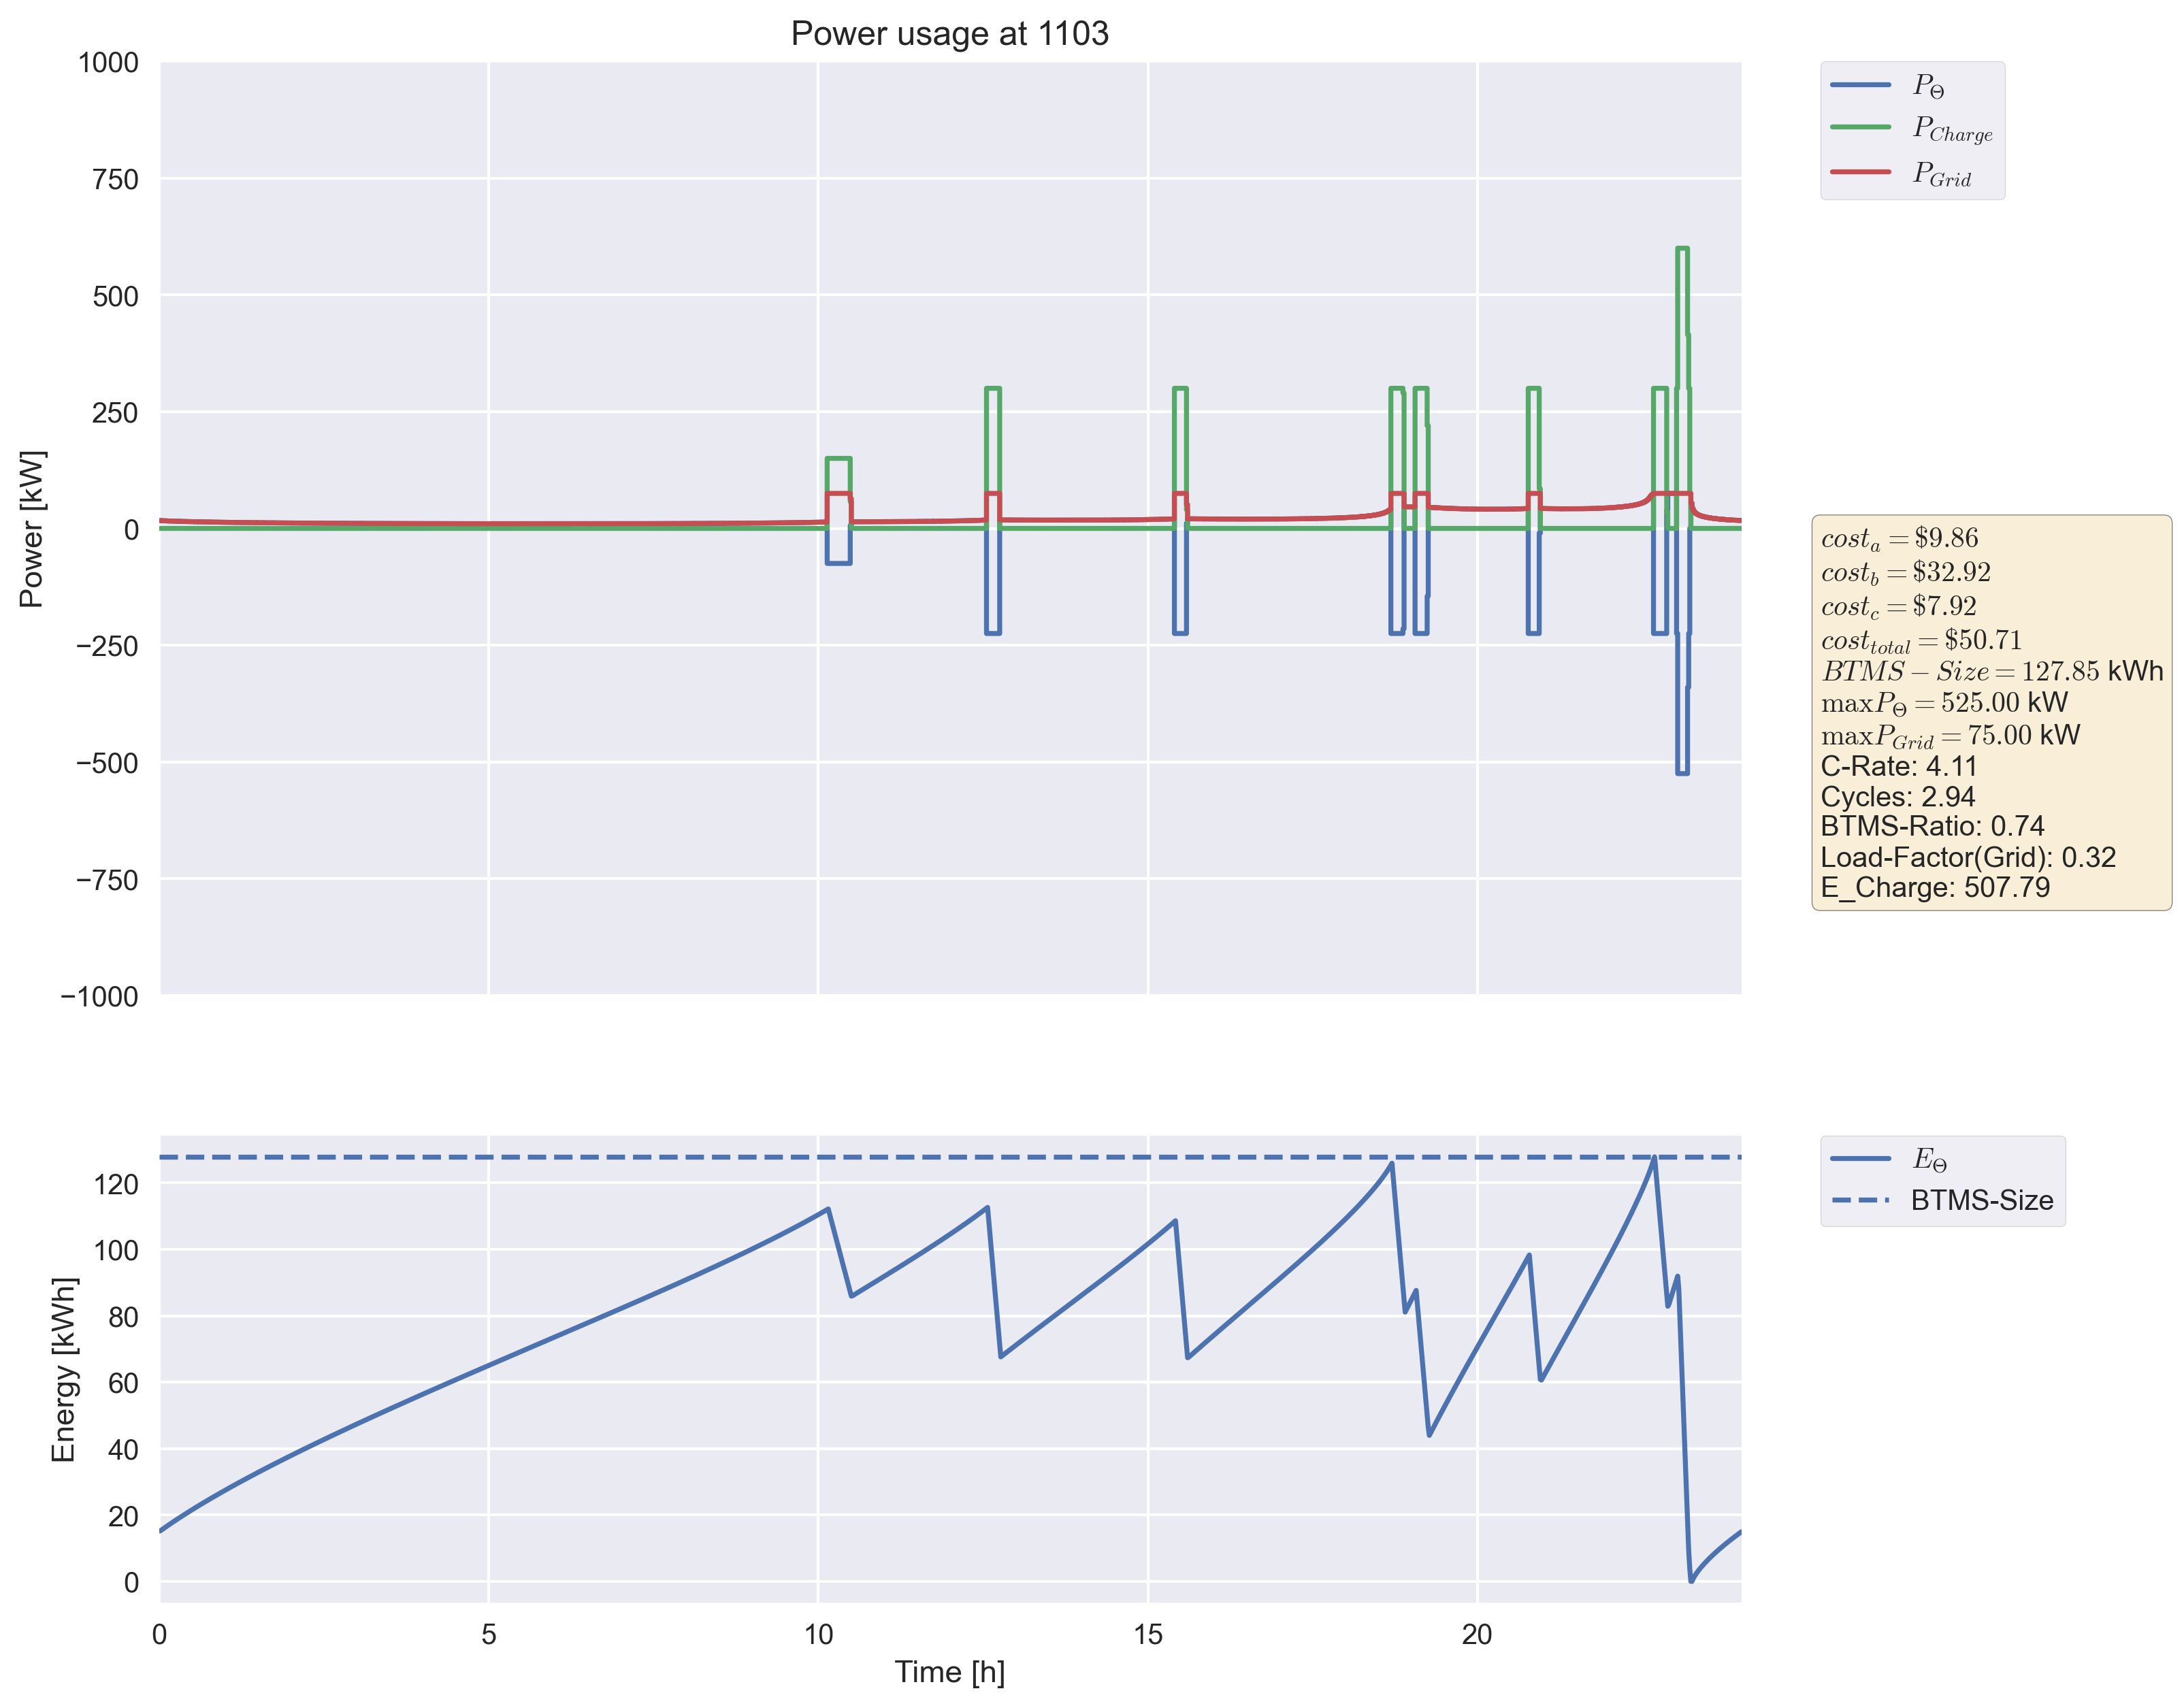 Power usage at 1103
1000
750
500
250
0
−250
−500
−750
−1000
Power [kW]
P_Θ
P_Charge
P_Grid
cost_a = $9.86
cost_b = $32.92
cost_c = $7.92
cost_total = $50.71
BTMS − Size = 127.85 kWh
maxP_Θ = 525.00 kW
maxP_Grid = 75.00 kW
C-Rate: 4.11
Cycles: 2.94
BTMS-Ratio: 0.74
Load-Factor(Grid): 0.32
E_Charge: 507.79
120
100
80
60
40
20
0
Energy [kWh]
E_Θ
BTMS-Size
0 5 10 15 20
Time [h]